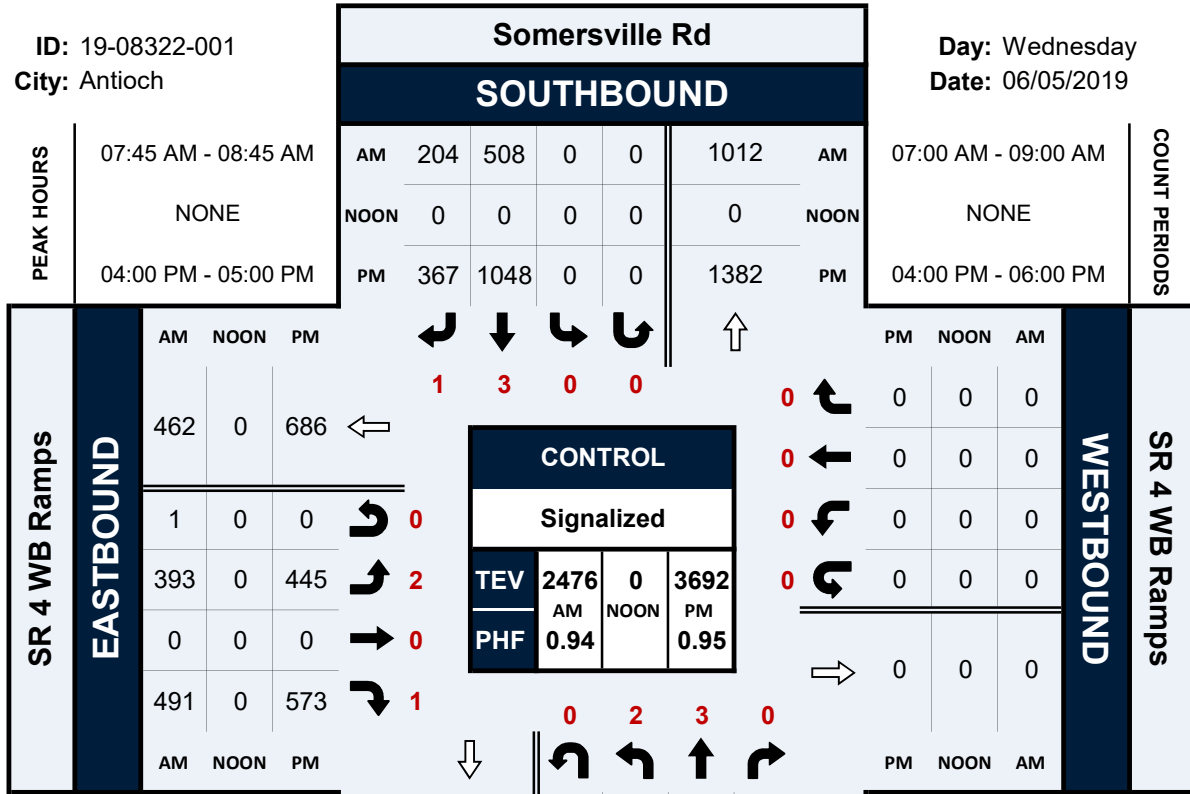 Somersville Rd
ID: 19-08322-001
Day: Wednesday
City: Antioch
Date: 06/05/2019
SOUTHBOUND
PEAK HOURS
07:45 AM - 08:45 AM
NONE
04:00 PM - 05:00 PM
AM 204 508 0 0 1012 AM
NOON 0 0 0 0 0 NOON
PM 367 1048 0 0 1382 PM
07:00 AM - 09:00 AM
NONE
04:00 PM - 06:00 PM
COUNT PERIODS
1 3 0 0
SR 4 WB Ramps
EASTBOUND
AM NOON PM
462 0 686
1 0 0 0
393 0 445 2
0 0 0 0
491 0 573 1
AM NOON PM
CONTROL
Signalized
TEV 2476 0 3692
AM NOON PM
PHF 0.94 0.95
0 2 3 0
PM NOON AM
0 0 0 0
0 0 0 0
0 0 0 0
0 0 0 0
0 0 0
PM NOON AM
WESTBOUND
SR 4 WB Ramps